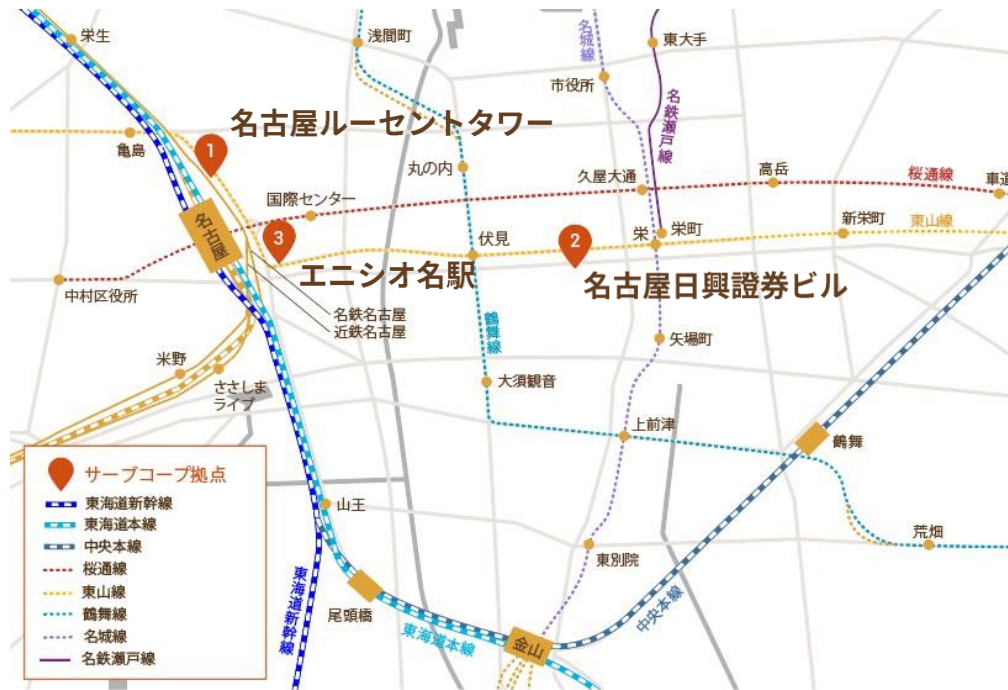 栄生
浅間町
名城線
東大手
市役所
名鉄瀬戸線
名古屋ルーセントタワー
1
亀島
丸の内
久屋大通
高岳
桜通線
車道
国際センター
名古屋
3
伏見
2
栄
栄町
新栄町
東山線
エニシオ名駅
名古屋日興證券ビル
中村区役所
名鉄名古屋
近鉄名古屋
鶴舞線
矢場町
米野
ささしま
ライブ
大須観音
上前津
鶴舞
サーブコープ拠点
東海道新幹線
東海道本線
中央本線
桜通線
東山線
鶴舞線
名城線
名鉄瀬戸線
山王
東別院
荒畑
東海道新幹線
尾頭橋
東海道本線
金山
中央本線